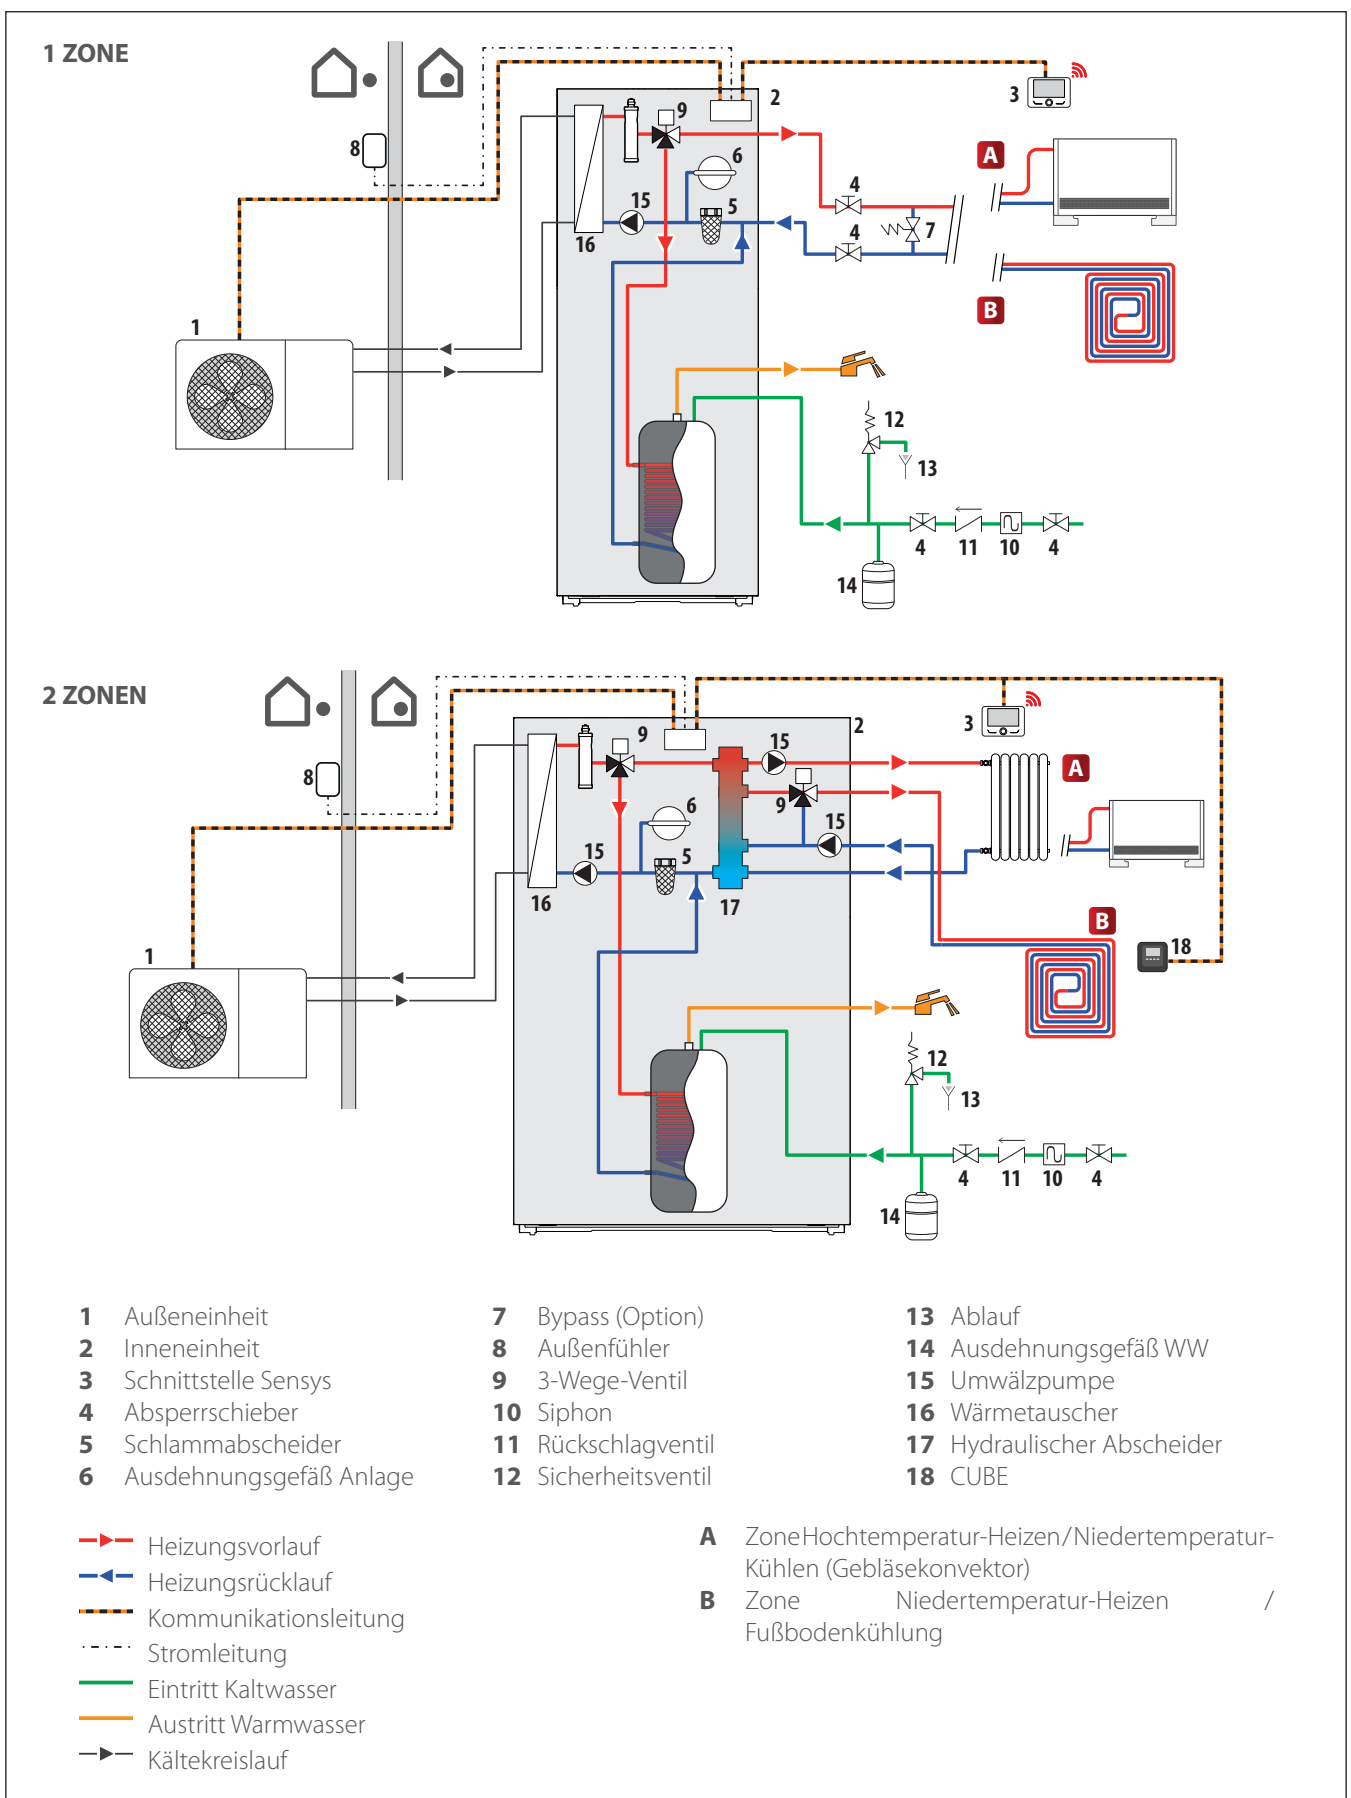 1 ZONE
2
9
3
8
A
6
4
15
5
7
4
16
B
1
12
13
4
11
10
4
14
2 ZONEN
9
15
2
3
A
8
9
6
15
15
5
16
17
B
18
1
12
13
4
11
10
4
14
1 Außeneinheit
2 Inneneinheit
3 Schnittstelle Sensys
4 Absperrschieber
5 Schlammabscheider
6 Ausdehnungsgefäß Anlage
7 Bypass (Option)
8 Außenfühler
9 3-Wege-Ventil
10 Siphon
11 Rückschlagventil
12 Sicherheitsventil
13 Ablauf
14 Ausdehnungsgefäß WW
15 Umwälzpumpe
16 Wärmetauscher
17 Hydraulischer Abscheider
18 CUBE
Heizungsvorlauf
Heizungsrücklauf
Kommunikationsleitung
Stromleitung
Eintritt Kaltwasser
Austritt Warmwasser
Kältekreislauf
A Zone Hochtemperatur-Heizen/Niedertemperatur-
Kühlen (Gebläsekonvektor)
B Zone Niedertemperatur-Heizen /
Fußbodenkühlung